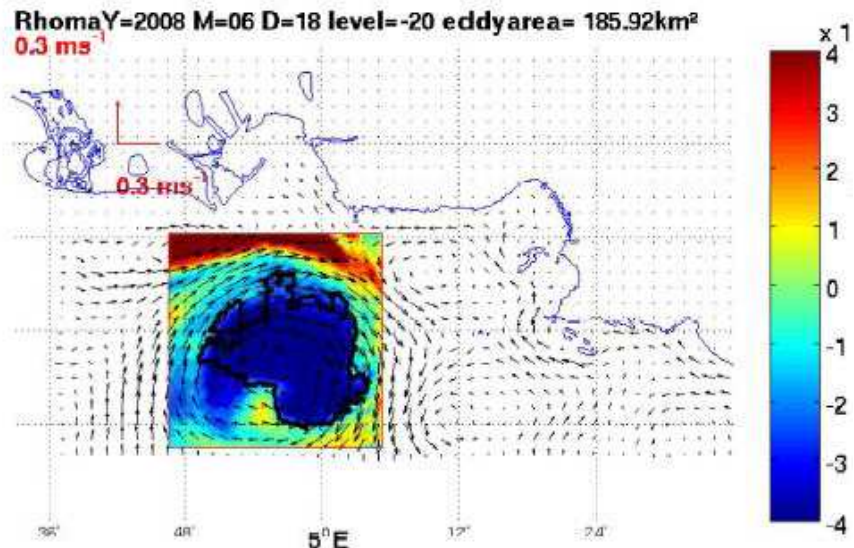 RhomaY=2008 M=06 D=18 level=-20 eddyarea= 185.92km²
0.3 ms⁻¹
x 1
4
3
2
1
0
-1
-2
-3
-4
0.3 ms⁻¹
36' 48' 5° E 12' 24'